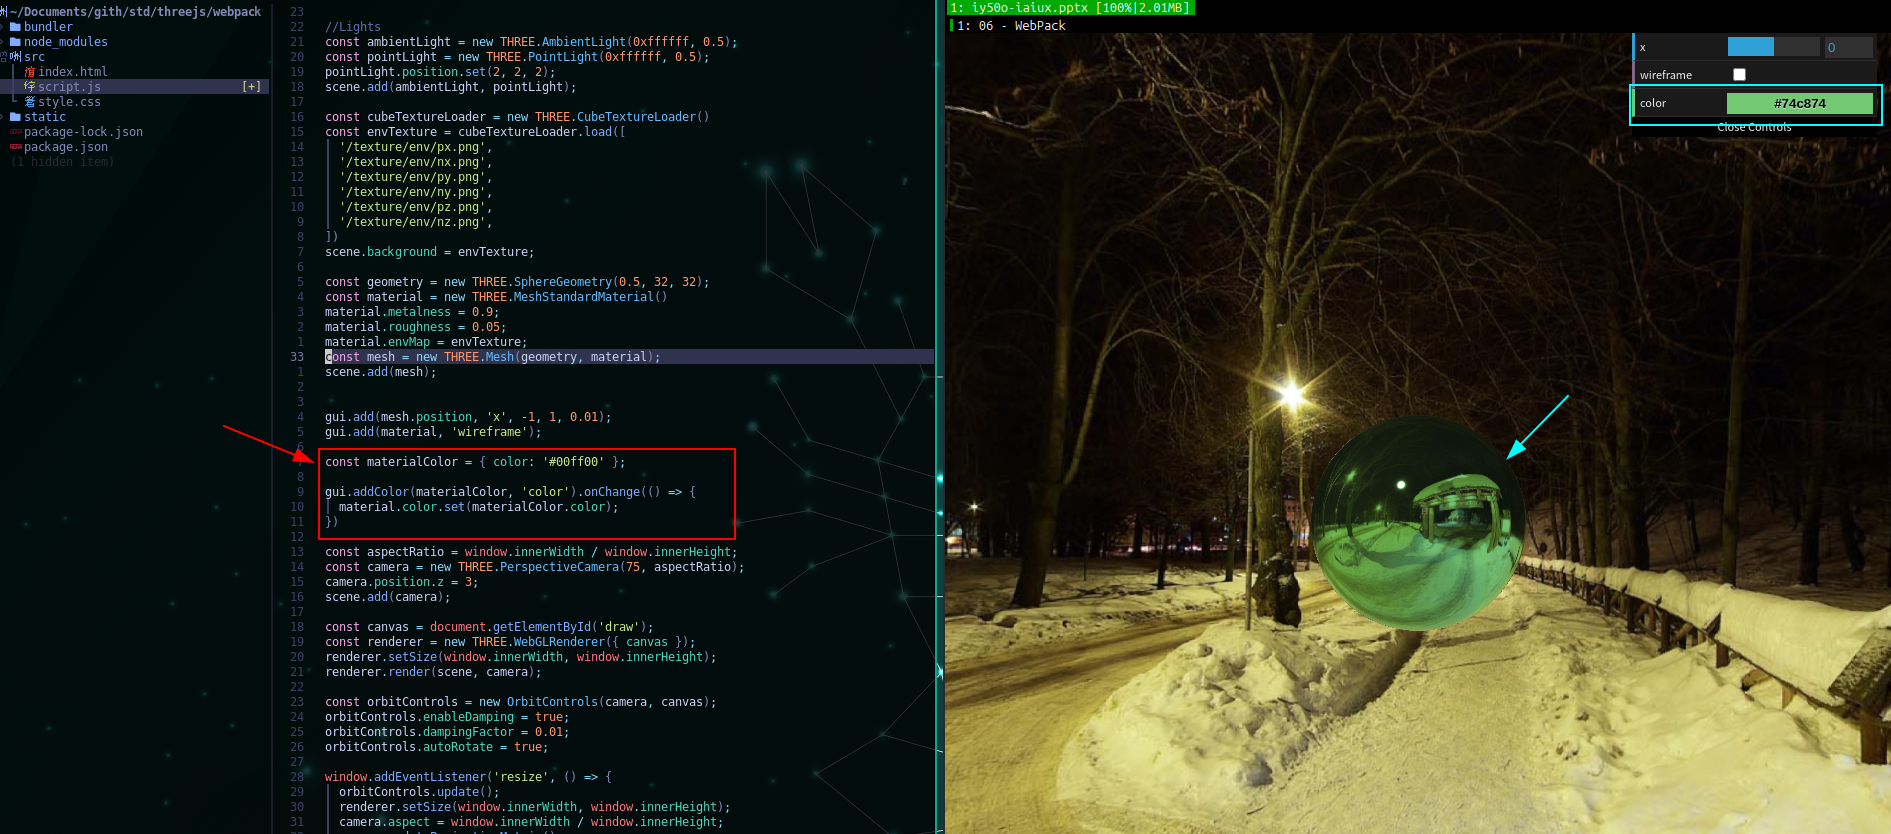 ~/Documents/gith/std/threejs/webpack
bundler
node_modules
src
index.html
script.js [+]
style.css
static
package-lock.json
package.json
(1 hidden item)
23
22 //Lights
21 const ambientLight = new THREE.AmbientLight(0xffffff, 0.5);
20 const pointLight = new THREE.PointLight(0xffffff, 0.5);
19 pointLight.position.set(2, 2, 2);
18 scene.add(ambientLight, pointLight);
17
16 const cubeTextureLoader = new THREE.CubeTextureLoader()
15 const envTexture = cubeTextureLoader.load([
14 '/texture/env/px.png',
13 '/texture/env/nx.png',
12 '/texture/env/py.png',
11 '/texture/env/ny.png',
10 '/texture/env/pz.png',
9 '/texture/env/nz.png',
8 ])
7 scene.background = envTexture;
6
5 const geometry = new THREE.SphereGeometry(0.5, 32, 32);
4 const material = new THREE.MeshStandardMaterial()
3 material.metalness = 0.9;
2 material.roughness = 0.05;
1 material.envMap = envTexture;
33 const mesh = new THREE.Mesh(geometry, material);
1 scene.add(mesh);
2
3
4 gui.add(mesh.position, 'x', -1, 1, 0.01);
5 gui.add(material, 'wireframe');
6
7 const materialColor = { color: '#00ff00' };
8
9 gui.addColor(materialColor, 'color').onChange(() => {
10 material.color.set(materialColor.color);
11 })
12
13 const aspectRatio = window.innerWidth / window.innerHeight;
14 const camera = new THREE.PerspectiveCamera(75, aspectRatio);
15 camera.position.z = 3;
16 scene.add(camera);
17
18 const canvas = document.getElementById('draw');
19 const renderer = new THREE.WebGLRenderer({ canvas });
20 renderer.setSize(window.innerWidth, window.innerHeight);
21 renderer.render(scene, camera);
22
23 const orbitControls = new OrbitControls(camera, canvas);
24 orbitControls.enableDamping = true;
25 orbitControls.dampingFactor = 0.01;
26 orbitControls.autoRotate = true;
27
28 window.addEventListener('resize', () => {
29 orbitControls.update();
30 renderer.setSize(window.innerWidth, window.innerHeight);
31 camera.aspect = window.innerWidth / window.innerHeight;
1: iy50o-iaiux.pptx [100%|2.01MB]
1: 06 - WebPack
x 0
wireframe
color #74c874
Close Controls